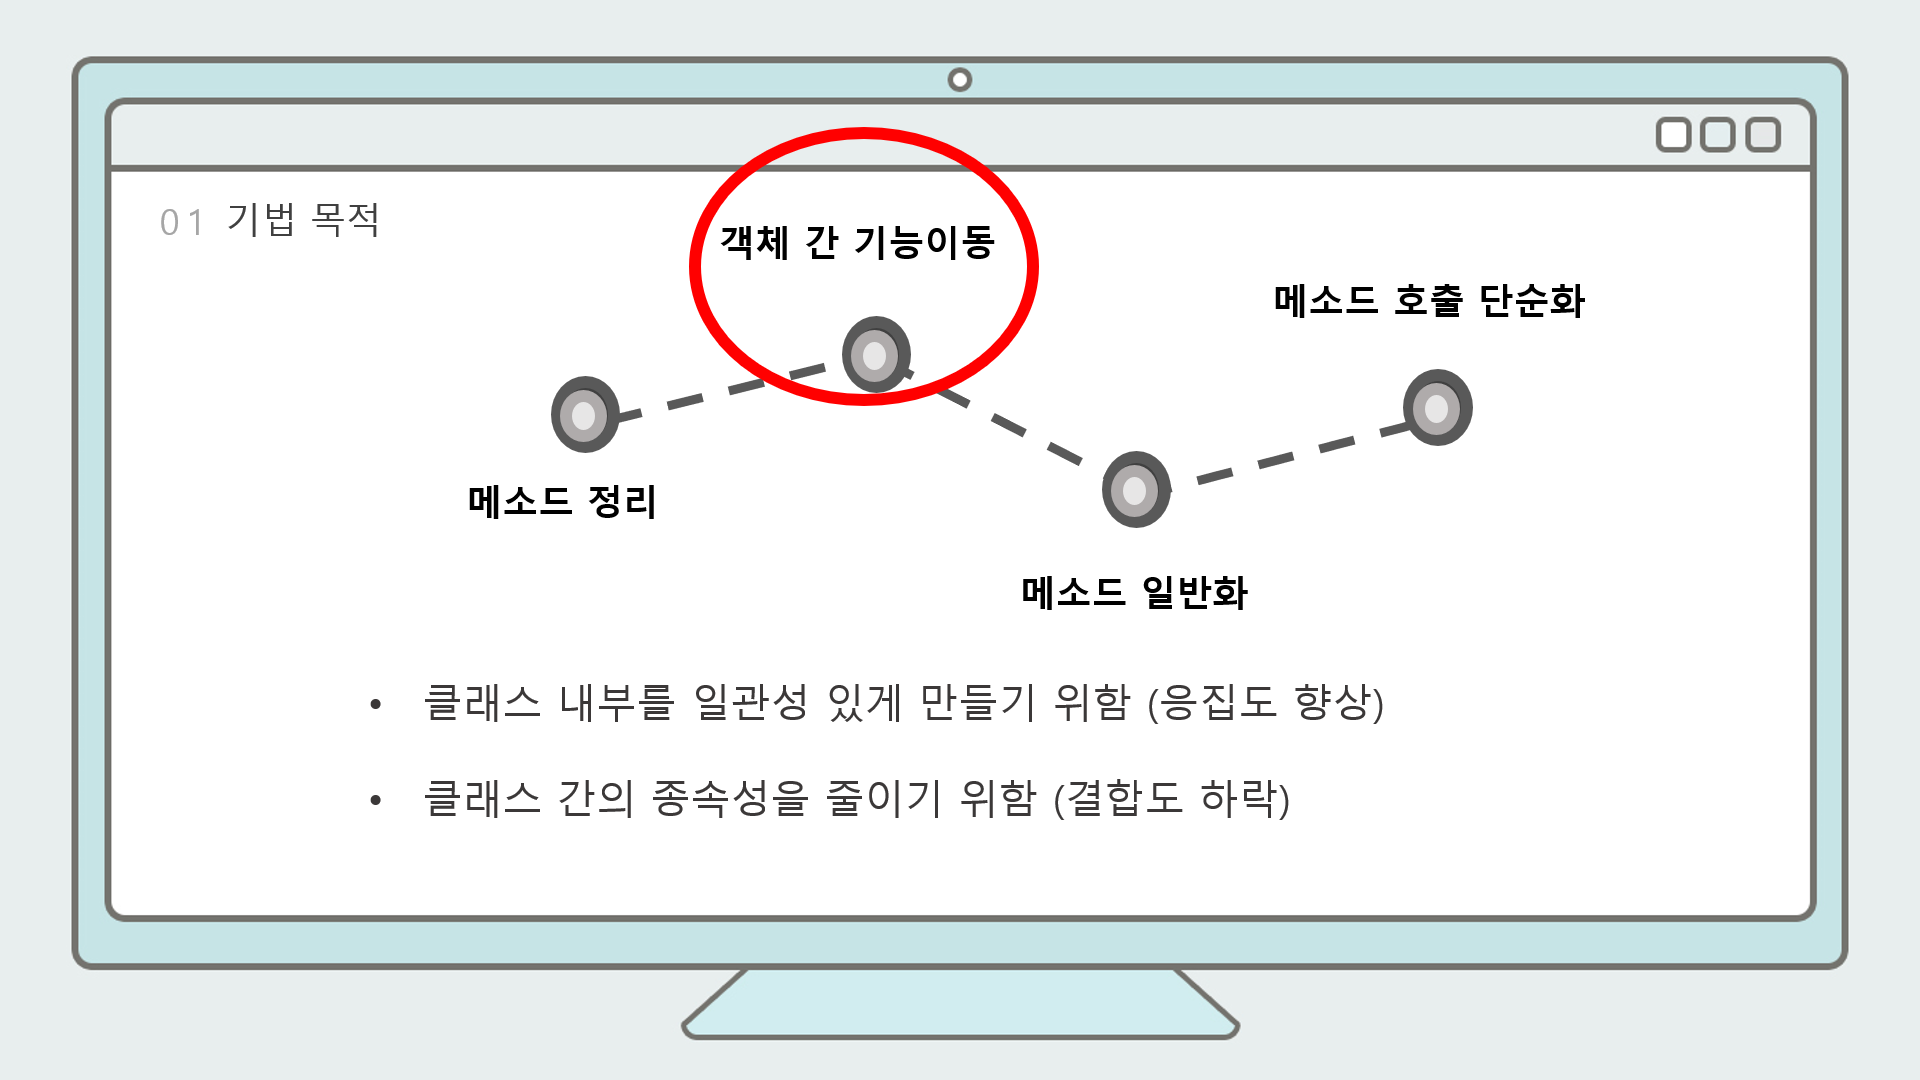 01 기법 목적
객체 간 기능이동
메소드 호출 단순화
메소드 정리
메소드 일반화
• 클래스 내부를 일관성 있게 만들기 위함 (응집도 향상)
• 클래스 간의 종속성을 줄이기 위함 (결합도 하락)